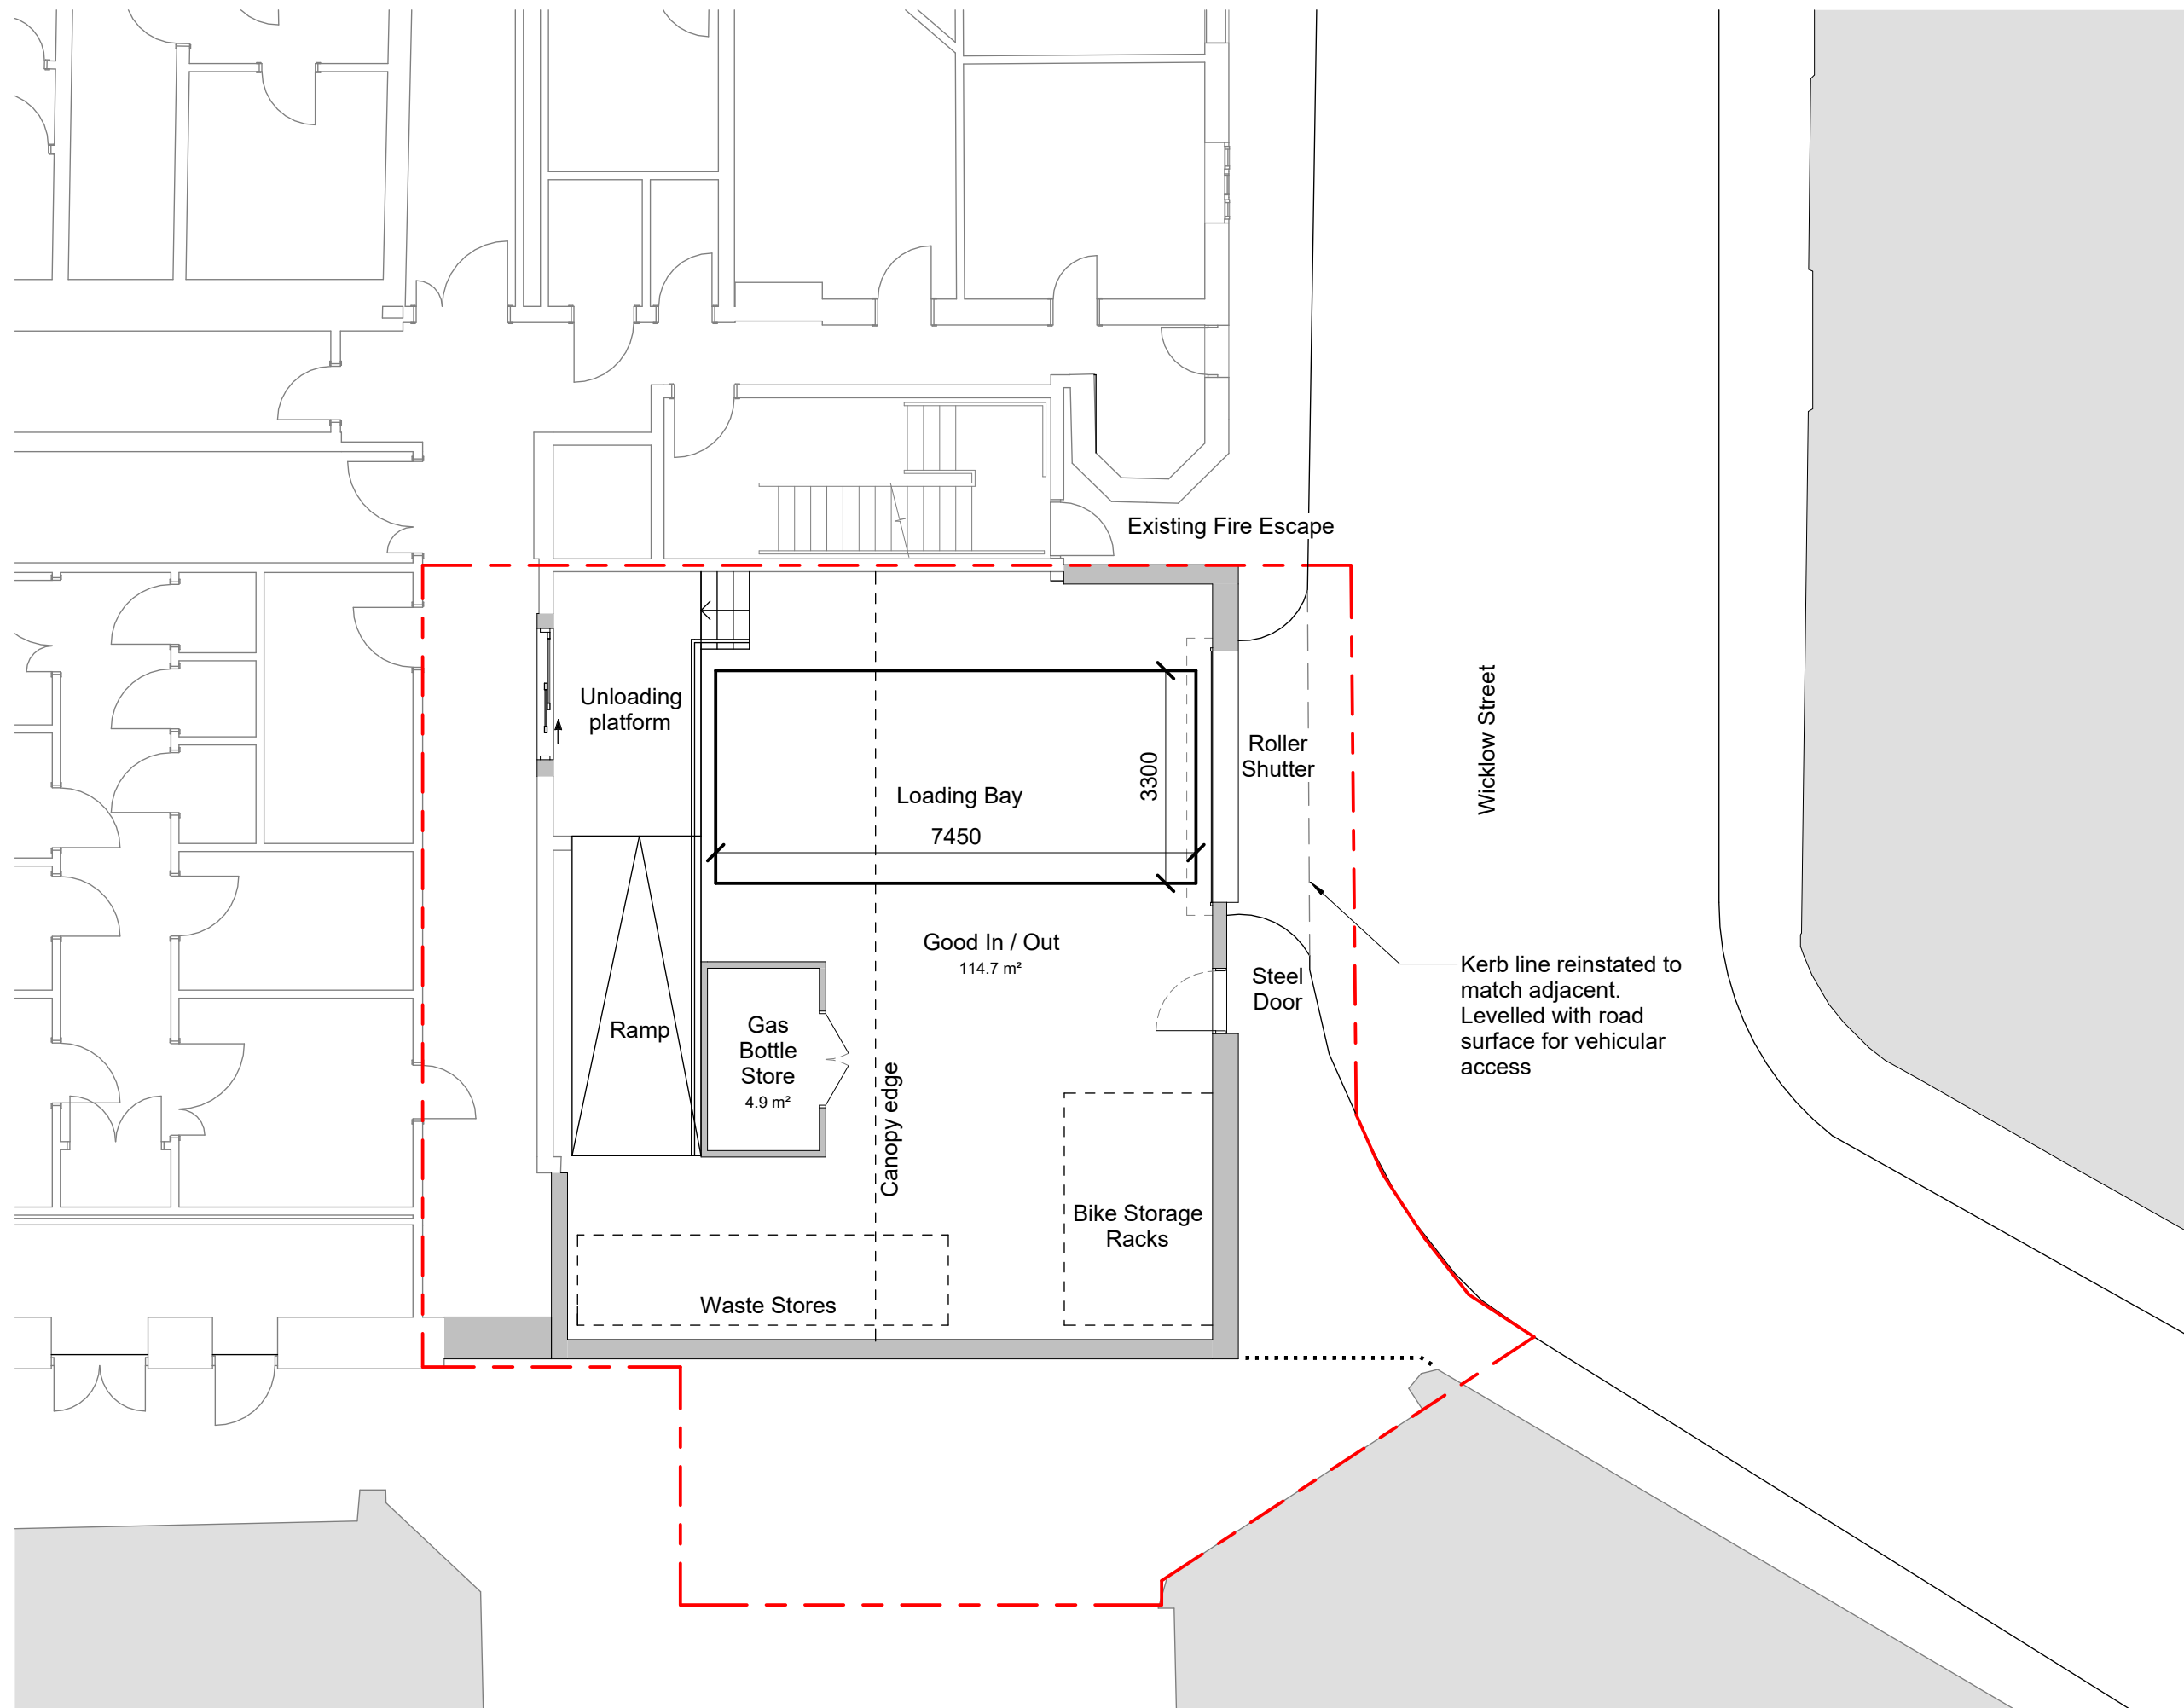 Existing Fire Escape
Unloading
platform
Roller
Shutter
Wicklow Street
3300
Loading Bay
7450
Good In / Out
114.7 m²
Steel
Door
Kerb line reinstated to
match adjacent.
Levelled with road
surface for vehicular
access
Ramp
Gas
Bottle
Store
4.9 m²
Canopy edge
Bike Storage
Racks
Waste Stores